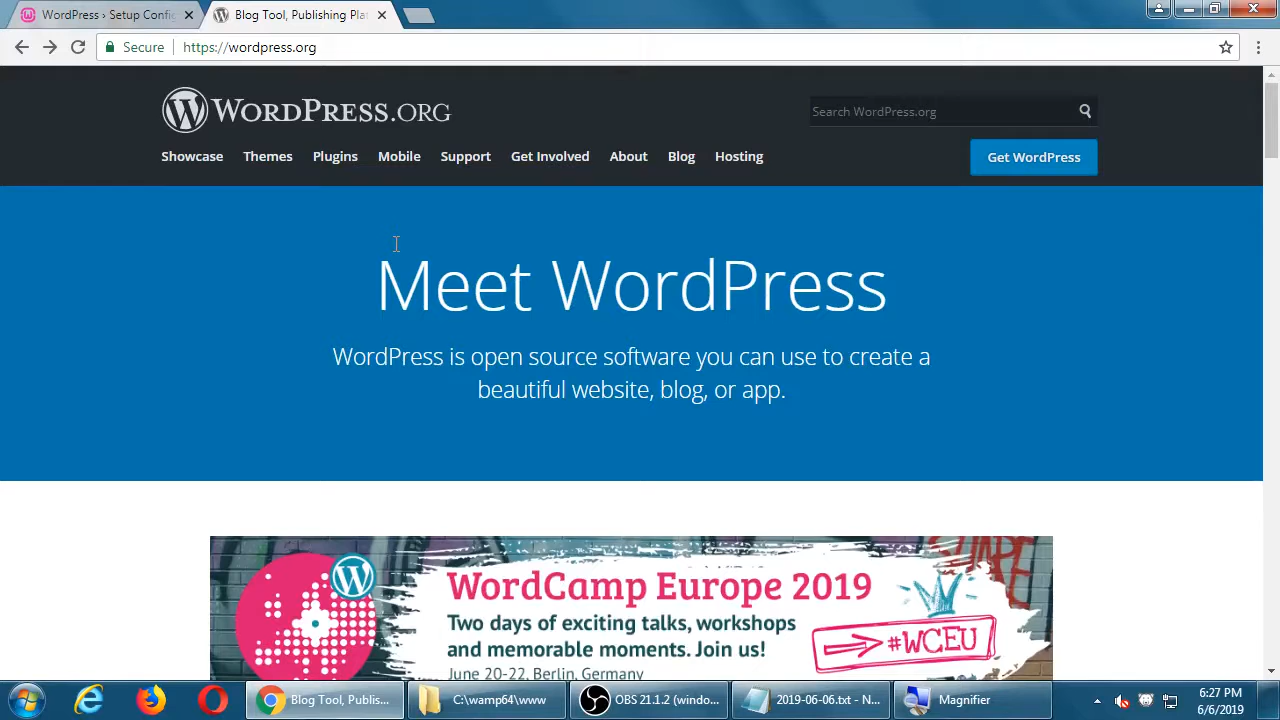 WordPress › Setup Config
Blog Tool, Publishing Pla
Secure
https://wordpress.org
WORDPRESS.ORG
Search WordPress.org
Showcase Themes Plugins Mobile Support Get Involved About Blog Hosting
Get WordPress
Meet WordPress
WordPress is open source software you can use to create a
beautiful website, blog, or app.
WordCamp Europe 2019
Two days of exciting talks, workshops
and memorable moments. Join us!
#WCEU
June 20-22, Berlin, Germany
Blog Tool, Publis...
C:\wamp64\www
OBS 21.1.2 (windo...
2019-06-06.txt - N...
Magnifier
6:27 PM
6/6/2019